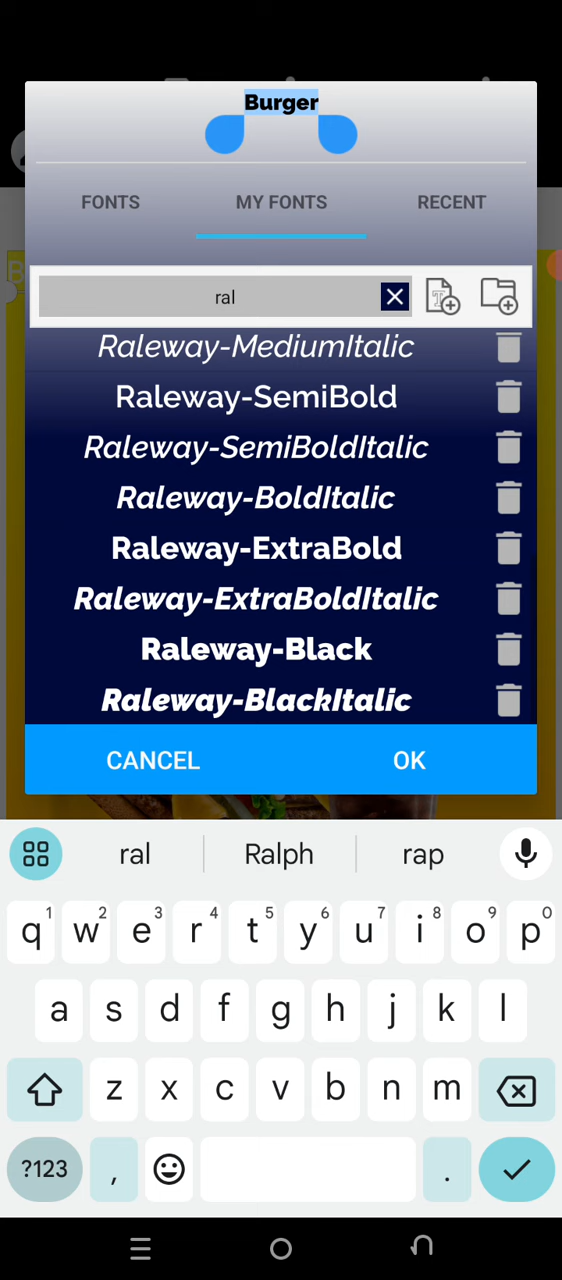 Burger
FONTS MY FONTS RECENT
ral
Raleway-MediumItalic
Raleway-SemiBold
Raleway-SemiBoldItalic
Raleway-BoldItalic
Raleway-ExtraBold
Raleway-ExtraBoldItalic
Raleway-Black
Raleway-BlackItalic
CANCEL OK
ral Ralph rap
q1 w2 e3 r4 t5 y6 u7 i8 o9 p0
a s d f g h j k l
z x c v b n m
?123 , .